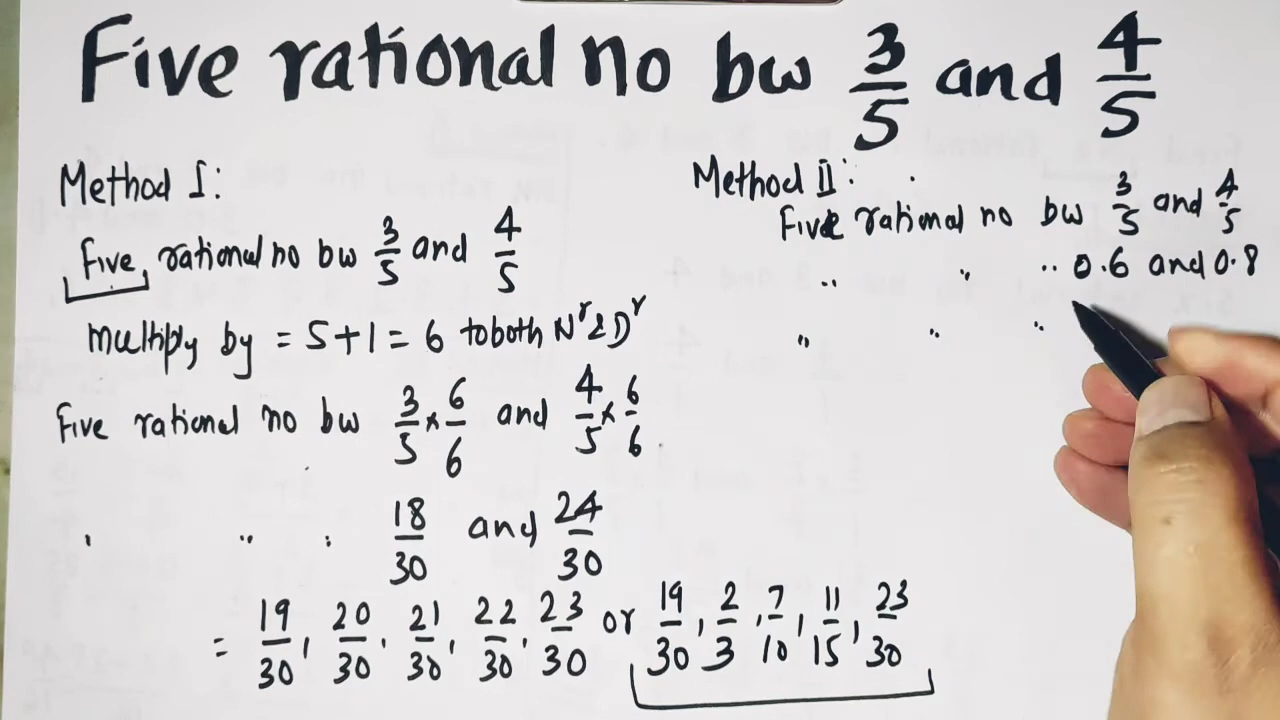 Five rational no bw 3/5 and 4/5
Method I:
Five, rational no bw 3/5 and 4/5
multiply by = 5+1 = 6 to both Nʳ & Dʳ
Five rational no bw 3/5 × 6/6 and 4/5 × 6/6
" " : 18/30 and 24/30
= 19/30, 20/30, 21/30, 22/30, 23/30 or 19/30, 2/3, 7/10, 11/15, 23/30
Method II:
Five rational no bw 3/5 and 4/5
" " " 0.6 and 0.8
" " "